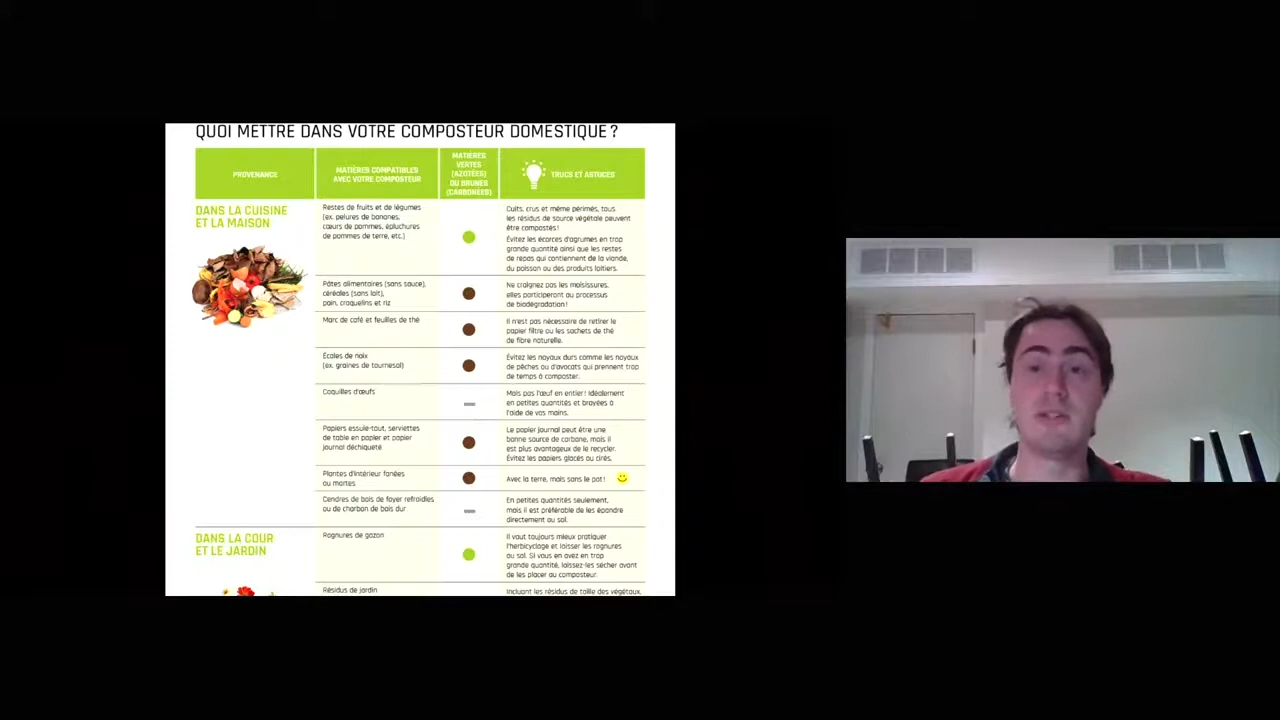 QUOI METTRE DANS VOTRE COMPOSTEUR DOMESTIQUE ?
PROVENANCE
MATIÈRES COMPATIBLES
AVEC VOTRE COMPOSTEUR
MATIÈRES
VERTES
(AZOTÉES)
OU BRUNES
(CARBONÉES)
TRUCS ET ASTUCES
DANS LA CUISINE
ET LA MAISON
Restes de fruits et de légumes
(ex. pelures de bananes,
cœurs de pommes, épluchures
de pommes de terre, etc.)
Cuits, crus et même périmés, tous
les résidus de source végétale peuvent
être compostés !
Évitez les écorces d'agrumes en trop
grande quantité ainsi que les restes
de repas qui contiennent de la viande,
du poisson ou des produits laitiers.
Pâtes alimentaires (sans sauce),
céréales (sans lait),
pain, craquelins et riz
Ne craignez pas les moisissures,
elles participeront au processus
de biodégradation !
Marc de café et feuilles de thé
Il n'est pas nécessaire de retirer le
papier filtre ou les sachets de thé
de fibre naturelle.
Écales de noix
(ex. graines de tournesol)
Évitez les noyaux durs comme les noyaux
de pêches ou d'avocats qui prennent trop
de temps à composter.
Coquilles d'œufs
Mais pas l'œuf en entier ! Idéalement
en petites quantités et broyées à
l'aide de vos mains.
Papiers essuie-tout, serviettes
de table en papier et papier
journal déchiqueté
Le papier journal peut être une
bonne source de carbone, mais il
est plus avantageux de le recycler.
Évitez les papiers glacés ou cirés.
Plantes d'intérieur fanées
ou mortes
Avec la terre, mais sans le pot !
Cendres de bois de foyer refroidies
ou de charbon de bois dur
En petites quantités seulement,
mais il est préférable de les épandre
directement au sol.
DANS LA COUR
ET LE JARDIN
Rognures de gazon
Il vaut toujours mieux pratiquer
l'herbicyclage et laisser les rognures
au sol. Si vous en avez en trop
grande quantité, laissez-les sécher avant
de les placer au composteur.
Résidus de jardin
Incluant les résidus de taille des végétaux,